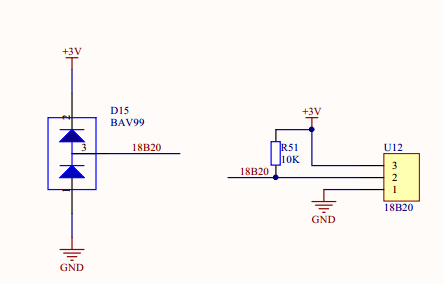 +3V
2
D15
BAV99
3
18B20
1
GND
+3V
R51
10K
18B20
U12
3
2
1
18B20
GND